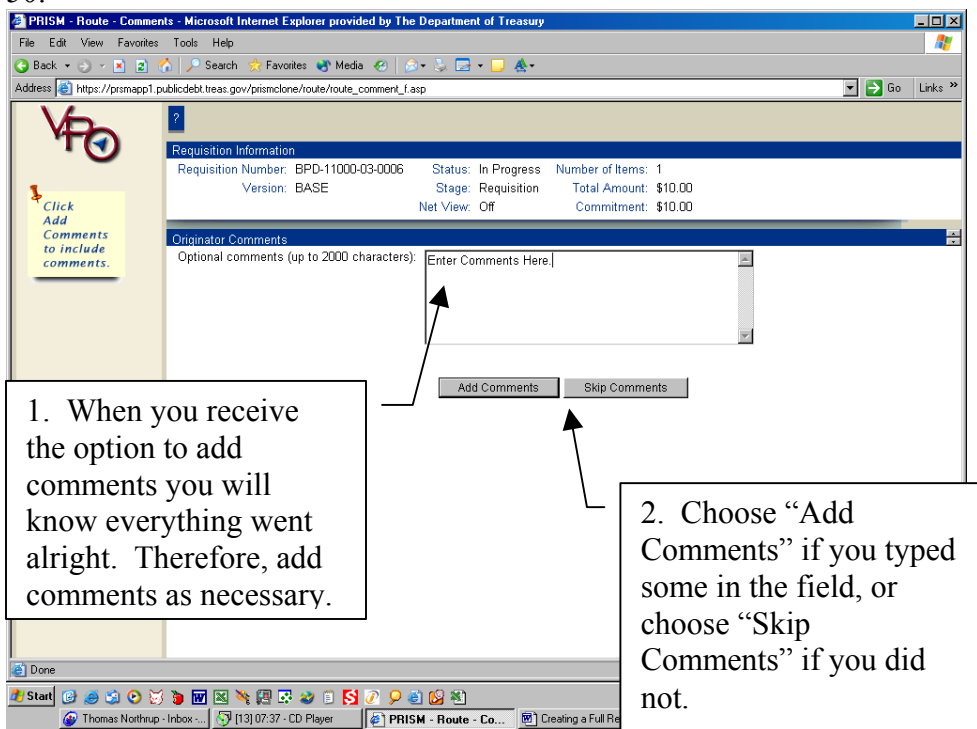 30.
PRISM - Route - Comments - Microsoft Internet Explorer provided by The Department of Treasury
File Edit View Favorites Tools Help
Back Search Favorites Media
Address https://prsmapp1.publicdebt.treas.gov/prismclone/route/route_comment_f.asp Go Links »
VPO
?
Requisition Information
Requisition Number: BPD-11000-03-0006 Status: In Progress Number of Items: 1
Version: BASE Stage: Requisition Total Amount: $10.00
Net View: Off Commitment: $10.00
Click
Add
Comments
to include
comments.
Originator Comments
Optional comments (up to 2000 characters): Enter Comments Here.
Add Comments Skip Comments
1. When you receive
the option to add
comments you will
know everything went
alright. Therefore, add
comments as necessary.
2. Choose “Add
Comments” if you typed
some in the field, or
choose “Skip
Comments” if you did
not.
Done
Start
Thomas Northrup - Inbox -... [13] 07:37 - CD Player PRISM - Route - Co... Creating a Full Re